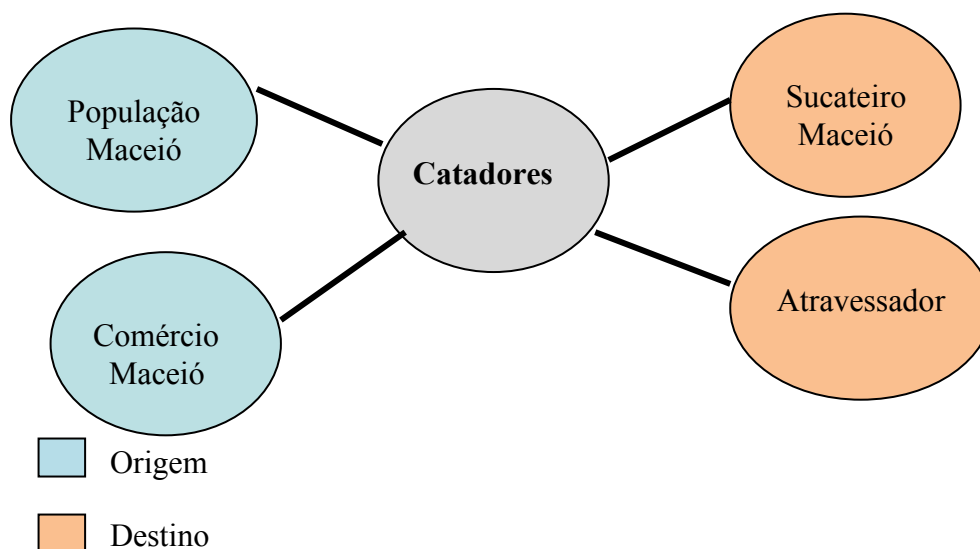 População
Maceió
Comércio
Maceió
Catadores
Sucateiro
Maceió
Atravessador
Origem
Destino